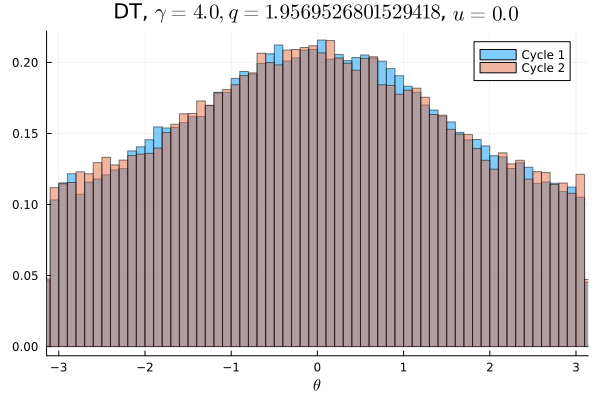 DT, γ = 4.0, q = 1.9569526801529418, u = 0.0
Cycle 1
Cycle 2
0.20
0.15
0.10
0.05
0.00
−3 −2 −1 0 1 2 3
θ